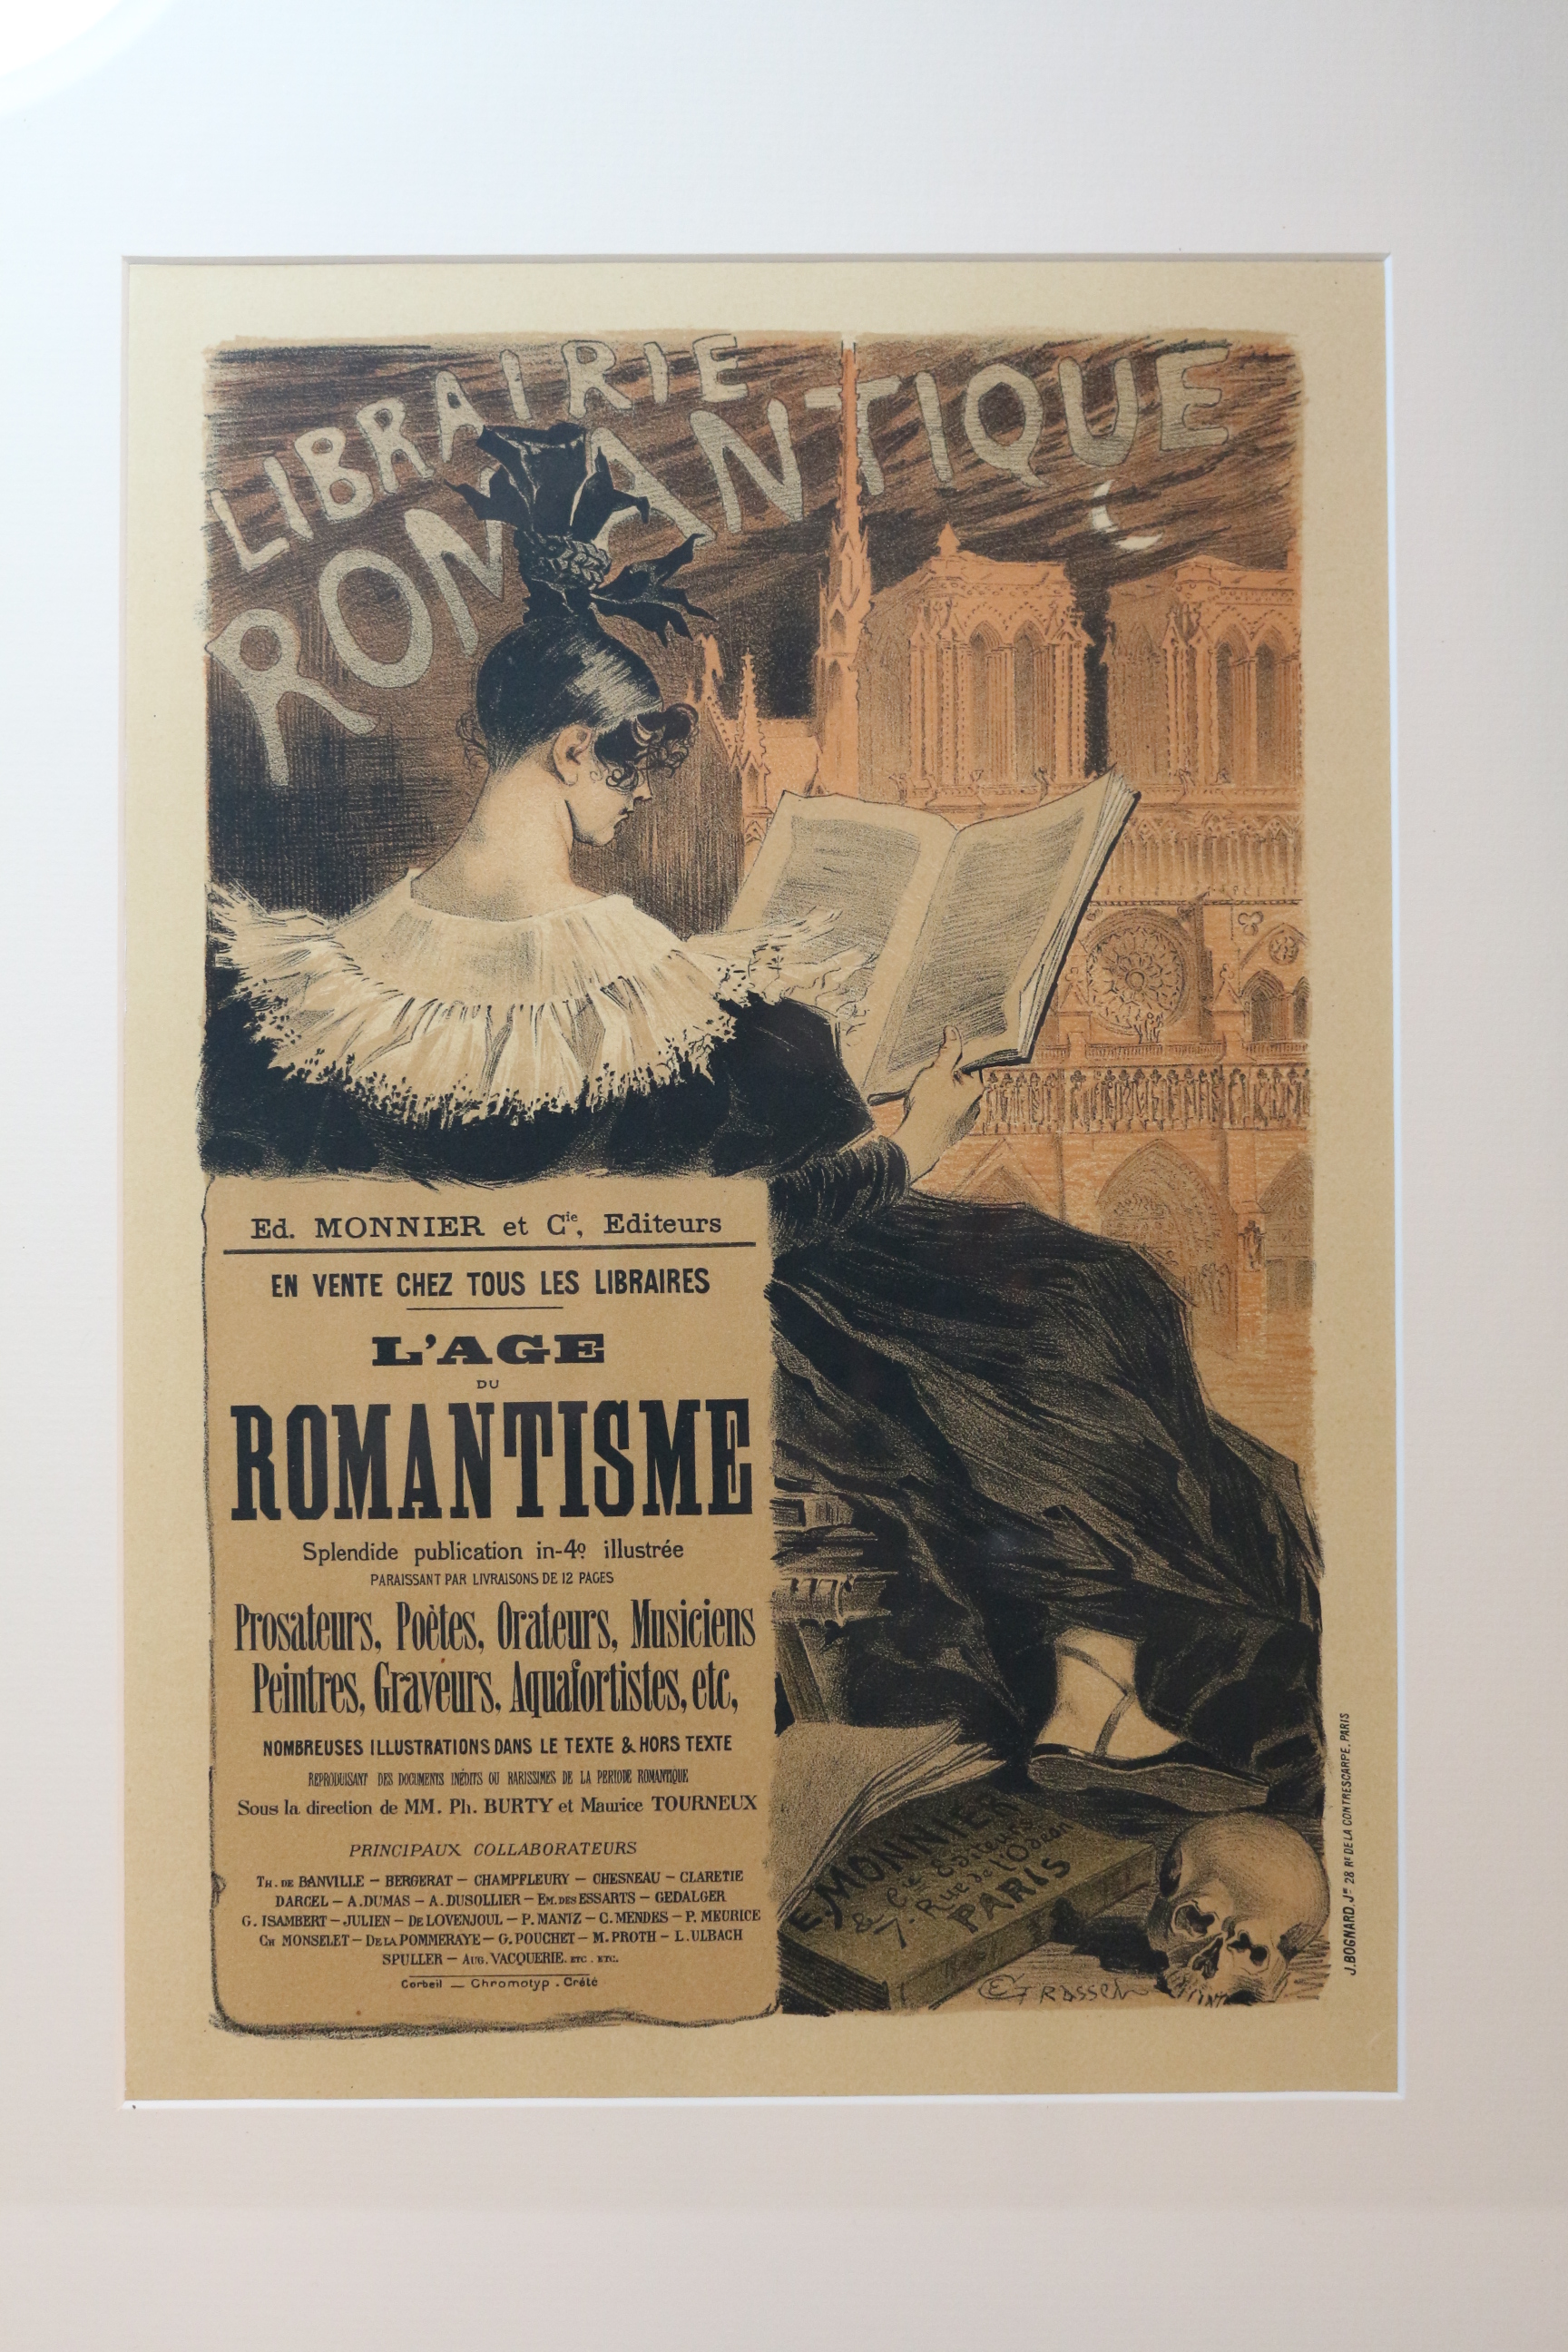 LIBRAIRIE
ROMANTIQUE
Ed. MONNIER et Cie, Editeurs
EN VENTE CHEZ TOUS LES LIBRAIRES
L'AGE
DU
ROMANTISME
Splendide publication in-4o illustrée
PARAISSANT PAR LIVRAISONS DE 12 PAGES
Prosateurs, Poètes, Orateurs, Musiciens
Peintres, Graveurs, Aquafortistes, etc,
NOMBREUSES ILLUSTRATIONS DANS LE TEXTE & HORS TEXTE
REPRODUISANT DES DOCUMENTS INÉDITS OU RARISSIMES DE LA PERIODE ROMANTIQUE
Sous la direction de MM. Ph. BURTY et Maurice TOURNEUX
PRINCIPAUX COLLABORATEURS
TH. DE BANVILLE – BERGERAT – CHAMPFLEURY – CHESNEAU – CLARETIE
DARCEL – A. DUMAS – A. DUSOLLIER – EM. DES ESSARTS – GEDALGER
G. ISAMBERT – JULIEN – DE LOVENJOUL – P. MANTZ – C. MENDES – P. MEURICE
CH MONSELET – DE LA POMMERAYE – G. POUCHET – M. PROTH – L. ULBACH
SPULLER – AUG. VACQUERIE. ETC. ETC.
Corbeil — Chromotyp. Crété
E. MONNIER
& Cie Editeurs
7. Rue de l'Odéon
PARIS
EGrasset
J. BOGNARD. Jne 28 Re DE LA CONTRESCARPE. PARIS